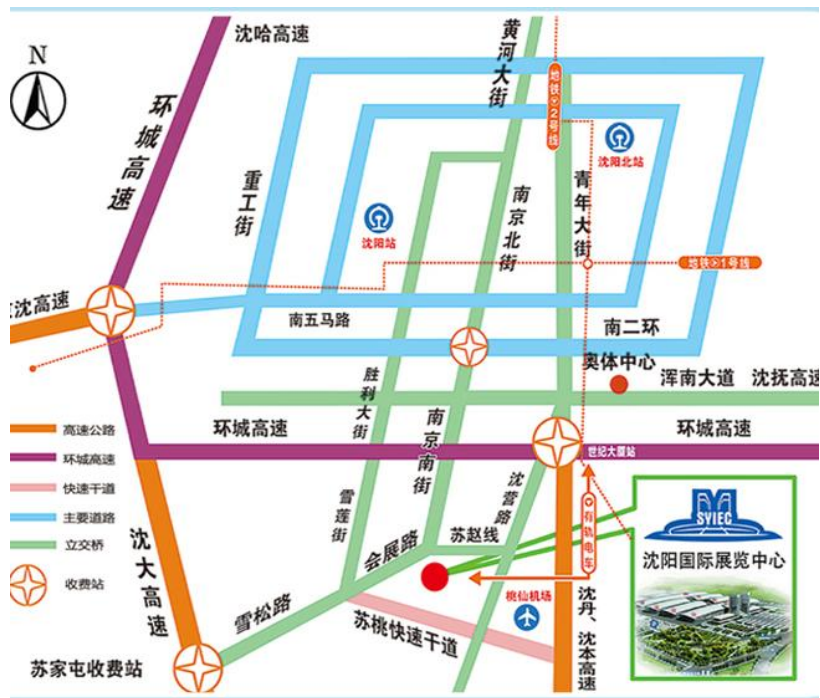 沈哈高速
黄河大街
N
环城高速
地铁2号线
沈阳北站
重工街
南京北街
青年大街
沈阳站
地铁1号线
沈高速
南五马路
南二环
奥体中心
胜利大街
浑南大道
沈抚高速
南京南街
高速公路
环城高速
环城高速
世纪大厦站
环城高速
快速干道
主要道路
立交桥
收费站
雪莲街
沈营路
苏赵线
会展路
有轨电车
SYIEC
沈阳国际展览中心
沈大高速
雪松路
苏桃快速干道
桃仙机场
沈丹、沈本高速
苏家屯收费站